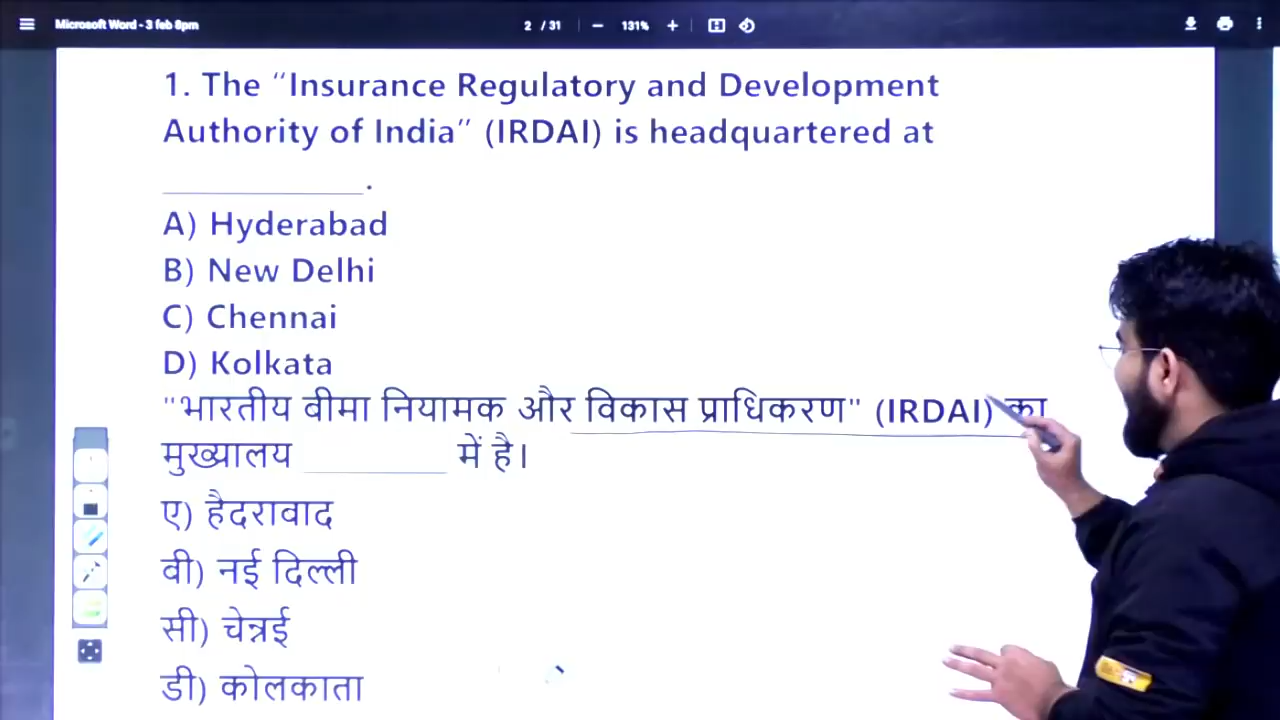 Microsoft Word - 3 feb 8pm
2 / 31
131%
1. The “Insurance Regulatory and Development
Authority of India” (IRDAI) is headquartered at
____________.
A) Hyderabad
B) New Delhi
C) Chennai
D) Kolkata
"भारतीय बीमा नियामक और विकास प्राधिकरण" (IRDAI) का
मुख्यालय _________ में है।
ए) हैदराबाद
बी) नई दिल्ली
सी) चेन्नई
डी) कोलकाता